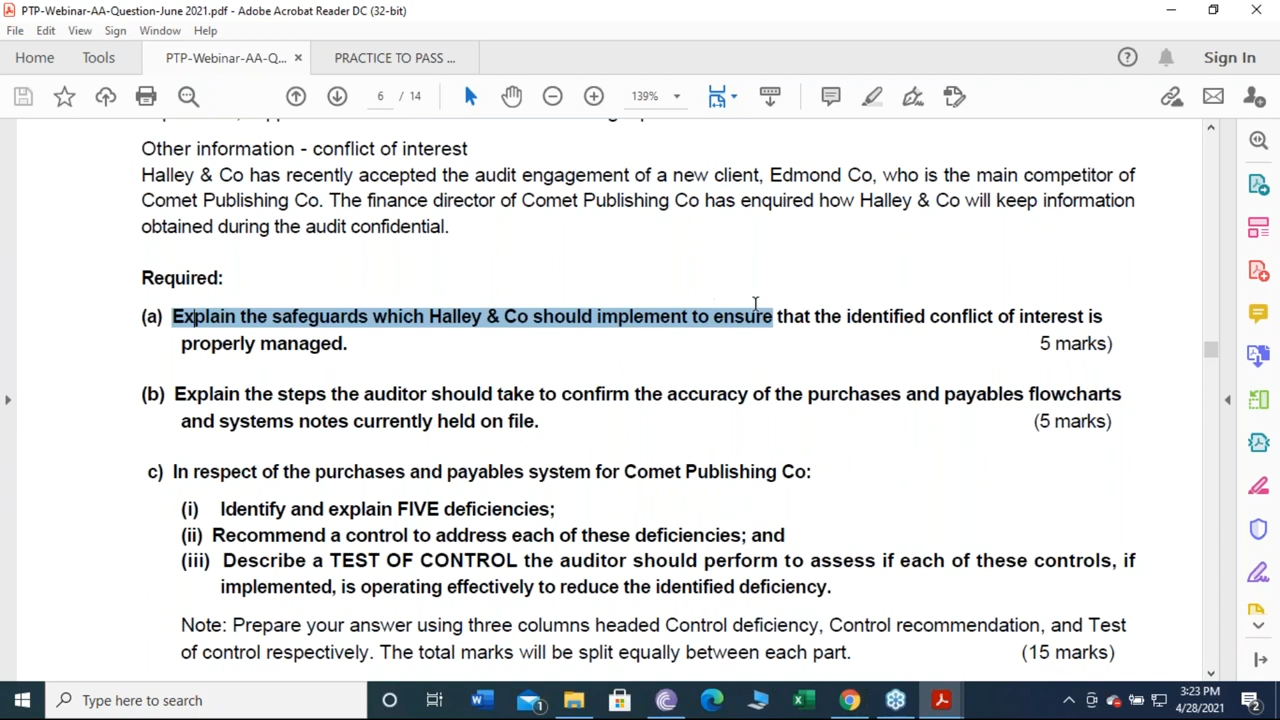 PTP-Webinar-AA-Question-June 2021.pdf - Adobe Acrobat Reader DC (32-bit)
File Edit View Sign Window Help
Home Tools PTP-Webinar-AA-Q... × PRACTICE TO PASS ... Sign In
6 / 14 139%
Other information - conflict of interest
Halley & Co has recently accepted the audit engagement of a new client, Edmond Co, who is the main competitor of
Comet Publishing Co. The finance director of Comet Publishing Co has enquired how Halley & Co will keep information
obtained during the audit confidential.
Required:
(a) Explain the safeguards which Halley & Co should implement to ensure that the identified conflict of interest is
properly managed. 5 marks)
(b) Explain the steps the auditor should take to confirm the accuracy of the purchases and payables flowcharts
and systems notes currently held on file. (5 marks)
c) In respect of the purchases and payables system for Comet Publishing Co:
(i) Identify and explain FIVE deficiencies;
(ii) Recommend a control to address each of these deficiencies; and
(iii) Describe a TEST OF CONTROL the auditor should perform to assess if each of these controls, if
implemented, is operating effectively to reduce the identified deficiency.
Note: Prepare your answer using three columns headed Control deficiency, Control recommendation, and Test
of control respectively. The total marks will be split equally between each part. (15 marks)
Type here to search
3:23 PM
4/28/2021